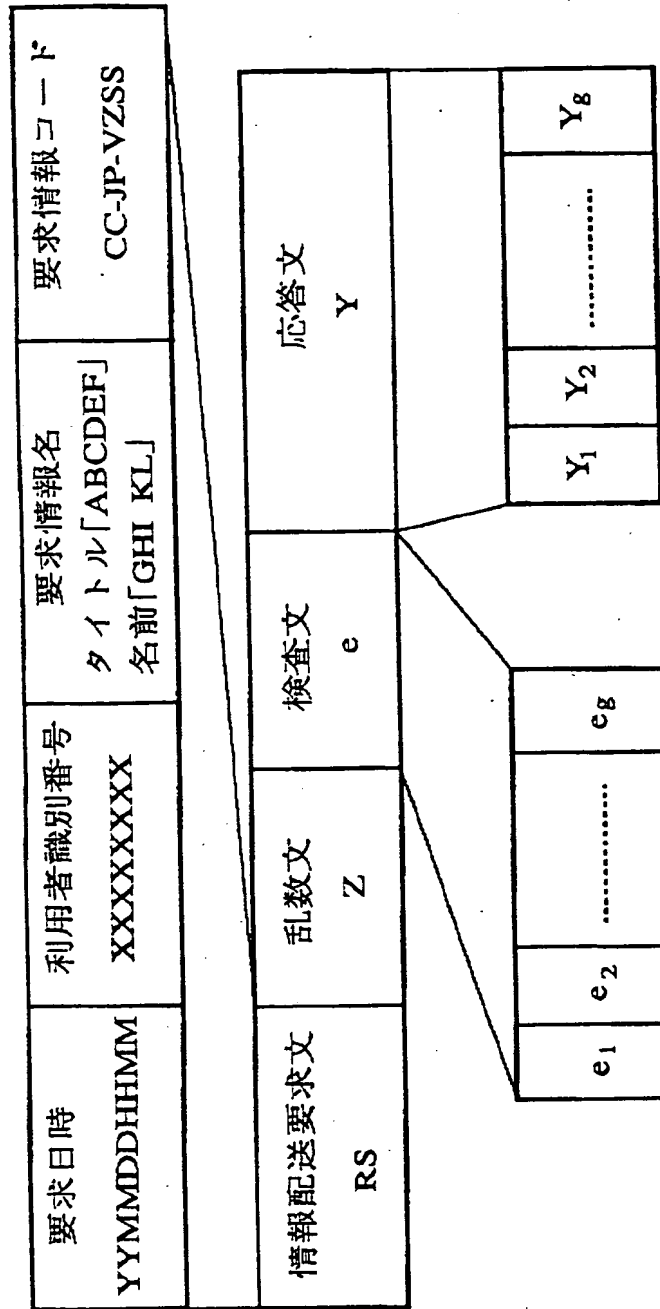 要求日時
YYMMDDHHMM
利用者識別番号
XXXXXXXX
要求情報名
タイトル「ABCDEF」
名前「GHI KL」
要求情報コード
CC-JP-VZSS
情報配送要求文
RS
乱数文
Z
検査文
e
応答文
Y
e1
e2
............
eg
Y1
Y2
............
Yg